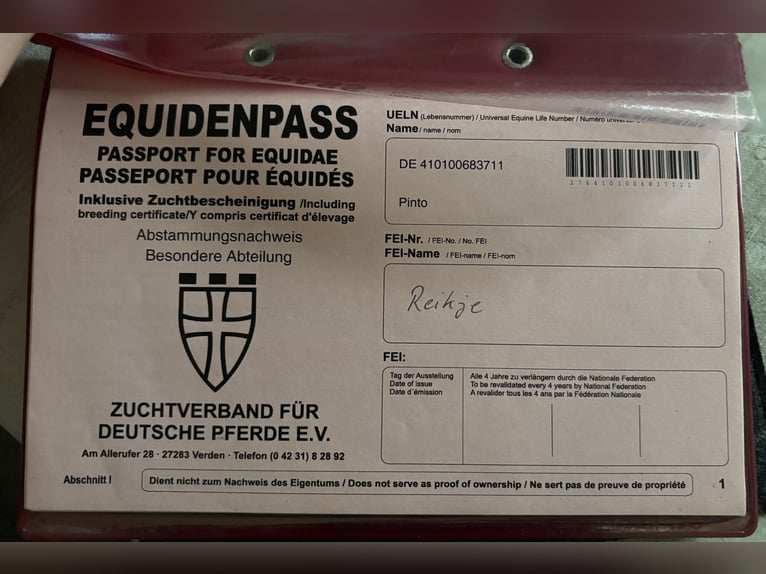 EQUIDENPASS
PASSPORT FOR EQUIDAE
PASSEPORT POUR ÉQUIDÉS
Inklusive Zuchtbescheinigung /Including
breeding certificate/Y compris certificat d'élevage
Abstammungsnachweis
Besondere Abteilung
ZUCHTVERBAND FÜR
DEUTSCHE PFERDE E.V.
Am Allerufer 28 · 27283 Verden · Telefon (0 42 31) 8 28 92
UELN (Lebensnummer) / Universal Equine Life Number / Numéro
Name / name / nom
DE 410100683711
276410100683711
Pinto
FEI-Nr. / FEI-No. / No. FEI
FEI-Name / FEI-name / FEI-nom
Reikje
FEI:
Tag der Ausstellung
Date of issue
Date d'émission
Alle 4 Jahre zu verlängern durch die Nationale Federation
To be revalidated every 4 years by National Federation
A revalider tous les 4 ans par la Fédération Nationale
Abschnitt I
Dient nicht zum Nachweis des Eigentums / Does not serve as proof of ownership / Ne sert pas de preuve de propriété
1